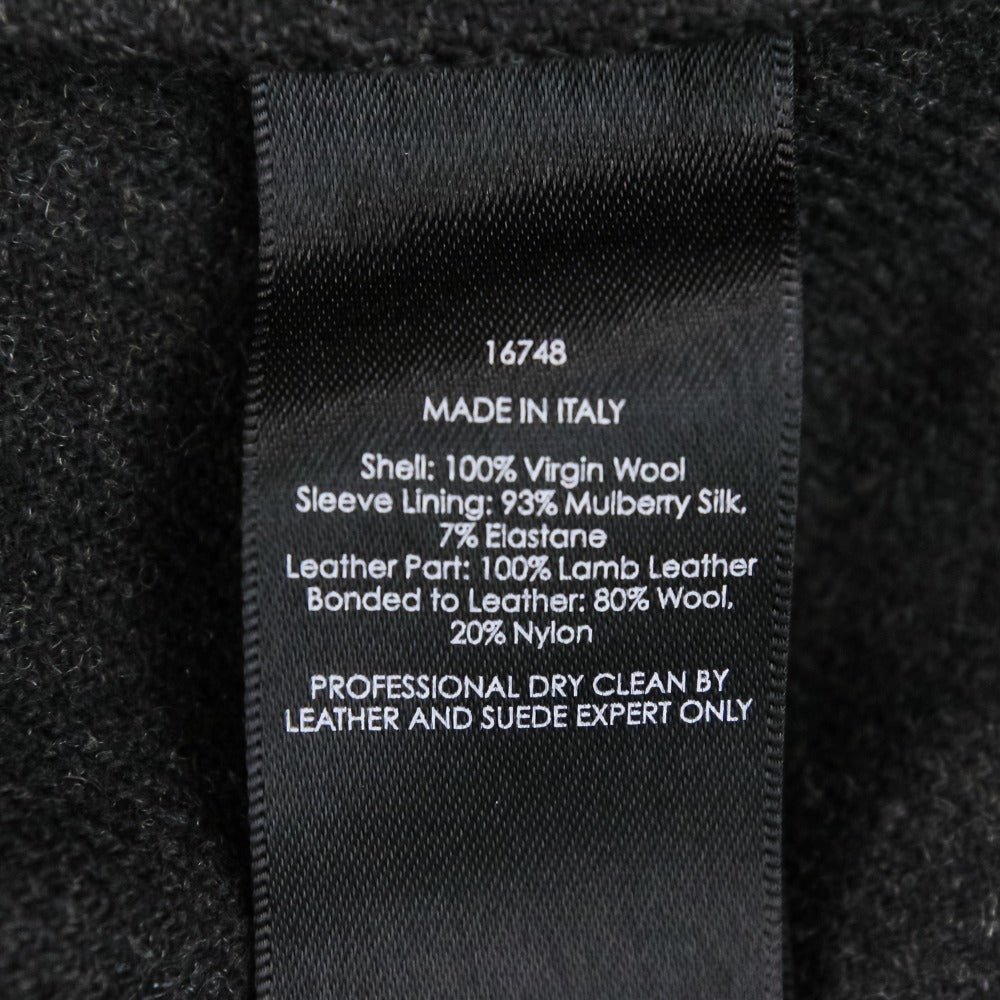 16748
MADE IN ITALY
Shell: 100% Virgin Wool
Sleeve Lining: 93% Mulberry Silk,
7% Elastane
Leather Part: 100% Lamb Leather
Bonded to Leather: 80% Wool,
20% Nylon
PROFESSIONAL DRY CLEAN BY
LEATHER AND SUEDE EXPERT ONLY